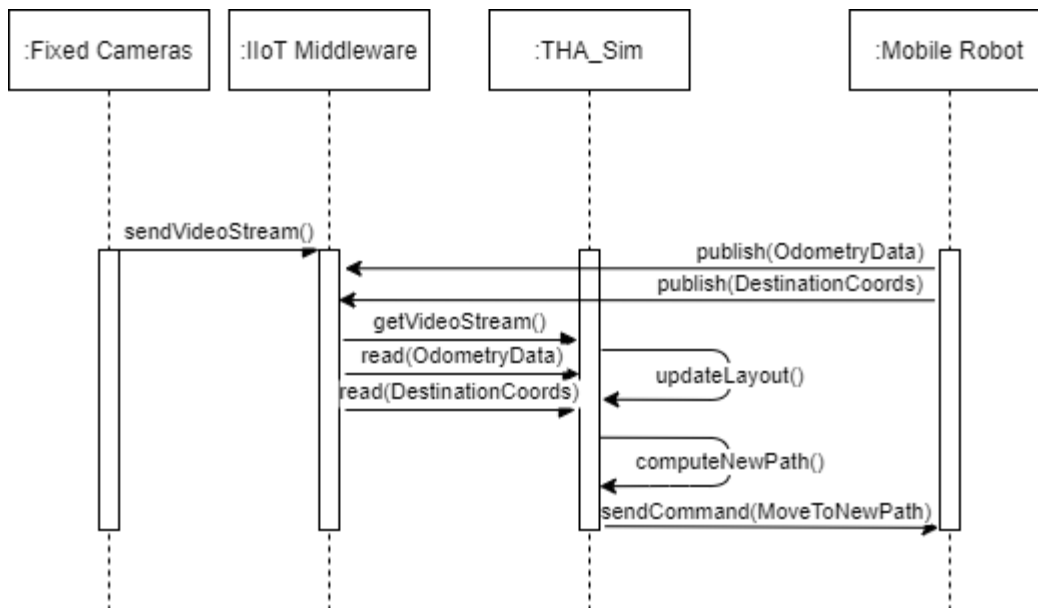 :Fixed Cameras
:IIoT Middleware
:THA_Sim
:Mobile Robot
sendVideoStream()
publish(OdometryData)
publish(DestinationCoords)
getVideoStream()
read(OdometryData)
updateLayout()
read(DestinationCoords)
computeNewPath()
sendCommand(MoveToNewPath)